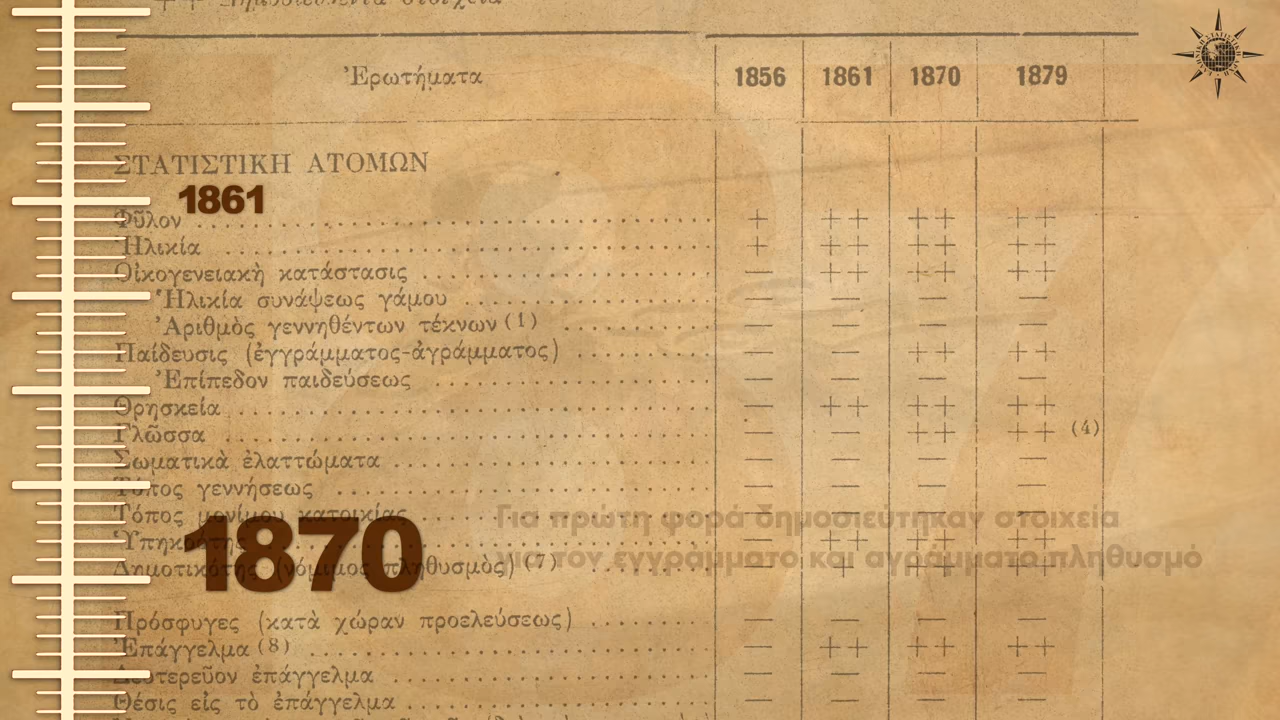 ++ Δημοσιευθέντα στοιχεῖα
Ἐρωτήματα 1856 1861 1870 1879
ΣΤΑΤΙΣΤΙΚΗ ΑΤΟΜΩΝ
1861
Φῦλον + ++ ++ ++
Ἡλικία + ++ ++ ++
Οἰκογενειακὴ κατάστασις — ++ ++ ++
Ἡλικία συνάψεως γάμου — — — —
Ἀριθμὸς γεννηθέντων τέκνων (1) — — — —
Παίδευσις (ἐγγράμματος-ἀγράμματος) — — ++ ++
Ἐπίπεδον παιδεύσεως — — — —
Θρησκεία — ++ ++ ++
Γλῶσσα — — ++ ++ (4)
Σωματικὰ ἐλαττώματα — — — —
Τόπος γεννήσεως — — — —
Τόπος μονίμου κατοικίας — — — —
Για πρώτη φορά δημοσιεύτηκαν στοιχεία
1870
Ὑπηκοότης — ++ ++ ++
για τον εγγράμματο και αγράμματο πληθυσμό
Δημοτικότης (νόμιμος πληθυσμὸς) (7) — + ++ ++
Πρόσφυγες (κατὰ χώραν προελεύσεως) — — — —
Ἐπάγγελμα (8) — ++ ++ ++
Δευτερεῦον ἐπάγγελμα — — — —
Θέσις εἰς τὸ ἐπάγγελμα — — — —